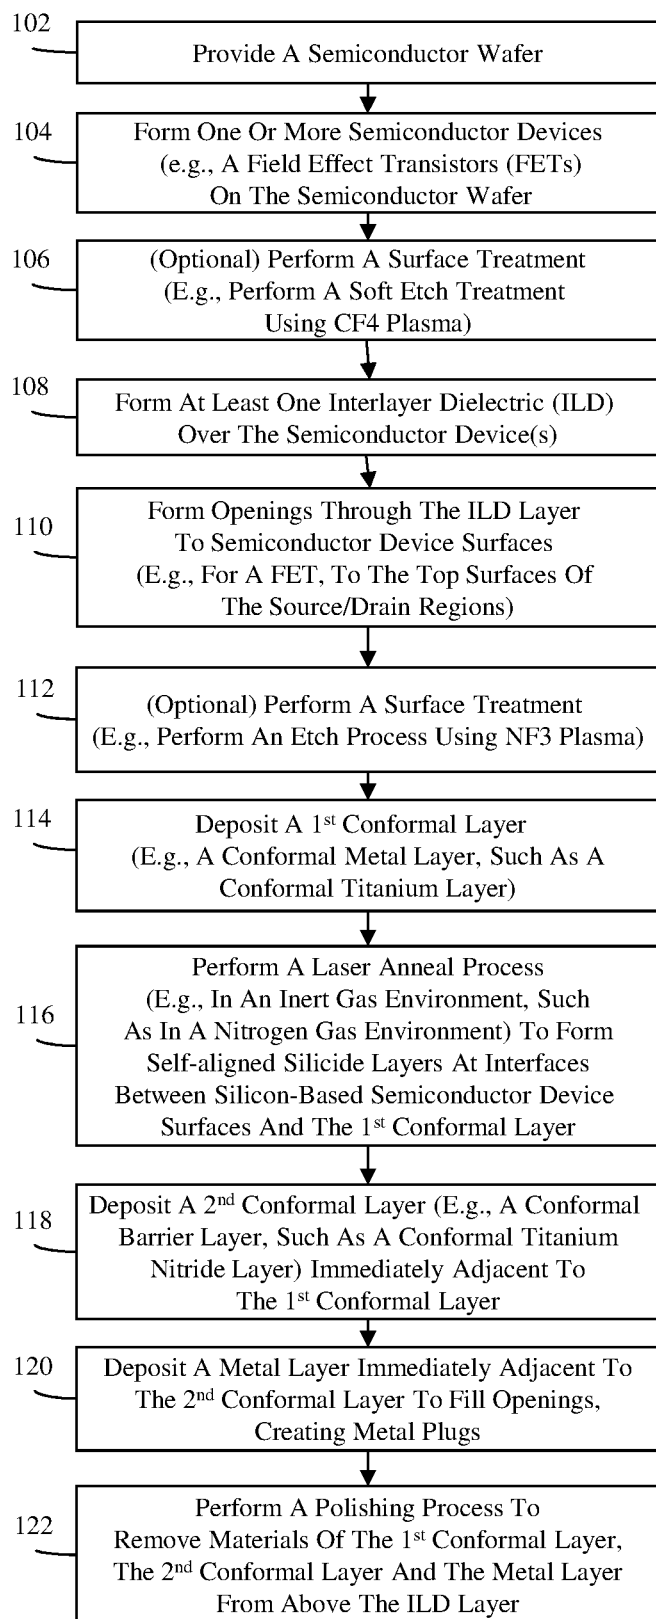 102
Provide A Semiconductor Wafer
104
Form One Or More Semiconductor Devices
(e.g., A Field Effect Transistors (FETs)
On The Semiconductor Wafer
106
(Optional) Perform A Surface Treatment
(E.g., Perform A Soft Etch Treatment
Using CF4 Plasma)
108
Form At Least One Interlayer Dielectric (ILD)
Over The Semiconductor Device(s)
110
Form Openings Through The ILD Layer
To Semiconductor Device Surfaces
(E.g., For A FET, To The Top Surfaces Of
The Source/Drain Regions)
112
(Optional) Perform A Surface Treatment
(E.g., Perform An Etch Process Using NF3 Plasma)
114
Deposit A 1st Conformal Layer
(E.g., A Conformal Metal Layer, Such As A
Conformal Titanium Layer)
116
Perform A Laser Anneal Process
(E.g., In An Inert Gas Environment, Such
As In A Nitrogen Gas Environment) To Form
Self-aligned Silicide Layers At Interfaces
Between Silicon-Based Semiconductor Device
Surfaces And The 1st Conformal Layer
118
Deposit A 2nd Conformal Layer (E.g., A Conformal
Barrier Layer, Such As A Conformal Titanium
Nitride Layer) Immediately Adjacent To
The 1st Conformal Layer
120
Deposit A Metal Layer Immediately Adjacent To
The 2nd Conformal Layer To Fill Openings,
Creating Metal Plugs
122
Perform A Polishing Process To
Remove Materials Of The 1st Conformal Layer,
The 2nd Conformal Layer And The Metal Layer
From Above The ILD Layer